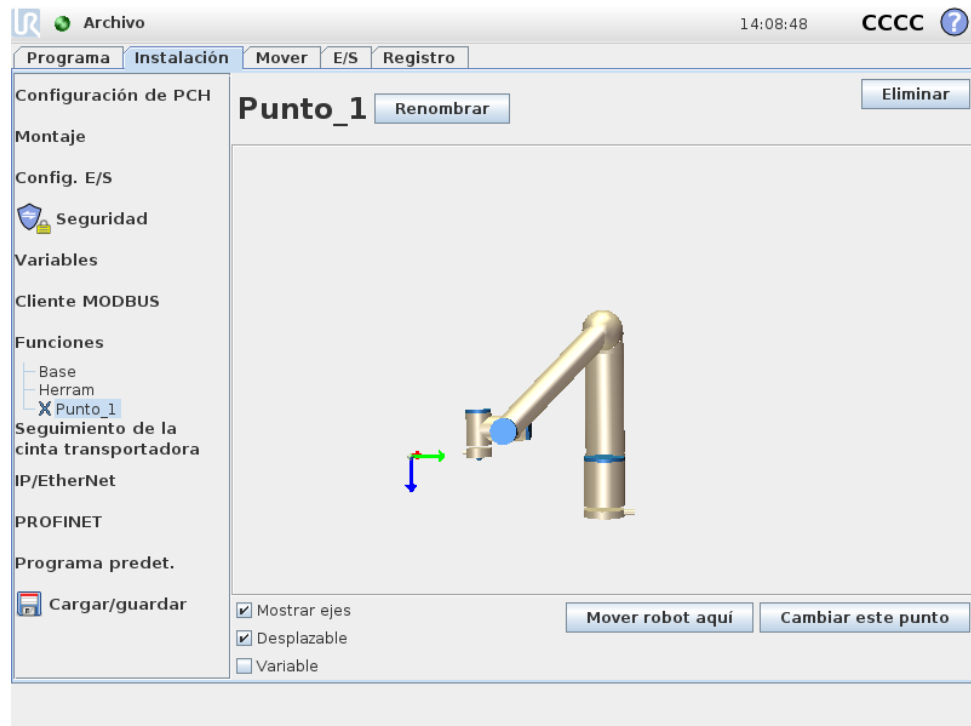 UR Archivo 14:08:48 CCCC ?
Programa Instalación Mover E/S Registro
Configuración de PCH
Montaje
Config. E/S
Seguridad
Variables
Cliente MODBUS
Funciones
Base
Herram
Punto_1
Seguimiento de la
cinta transportadora
IP/EtherNet
PROFINET
Programa predet.
Cargar/guardar
Punto_1 Renombrar Eliminar
Mostrar ejes
Desplazable
Variable
Mover robot aquí Cambiar este punto